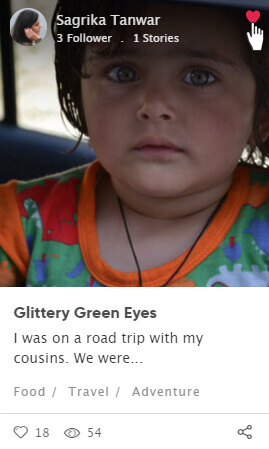 Sagrika Tanwar
3 Follower . 1 Stories
Glittery Green Eyes
I was on a road trip with my
cousins. We were...
Food / Travel / Adventure
18 54